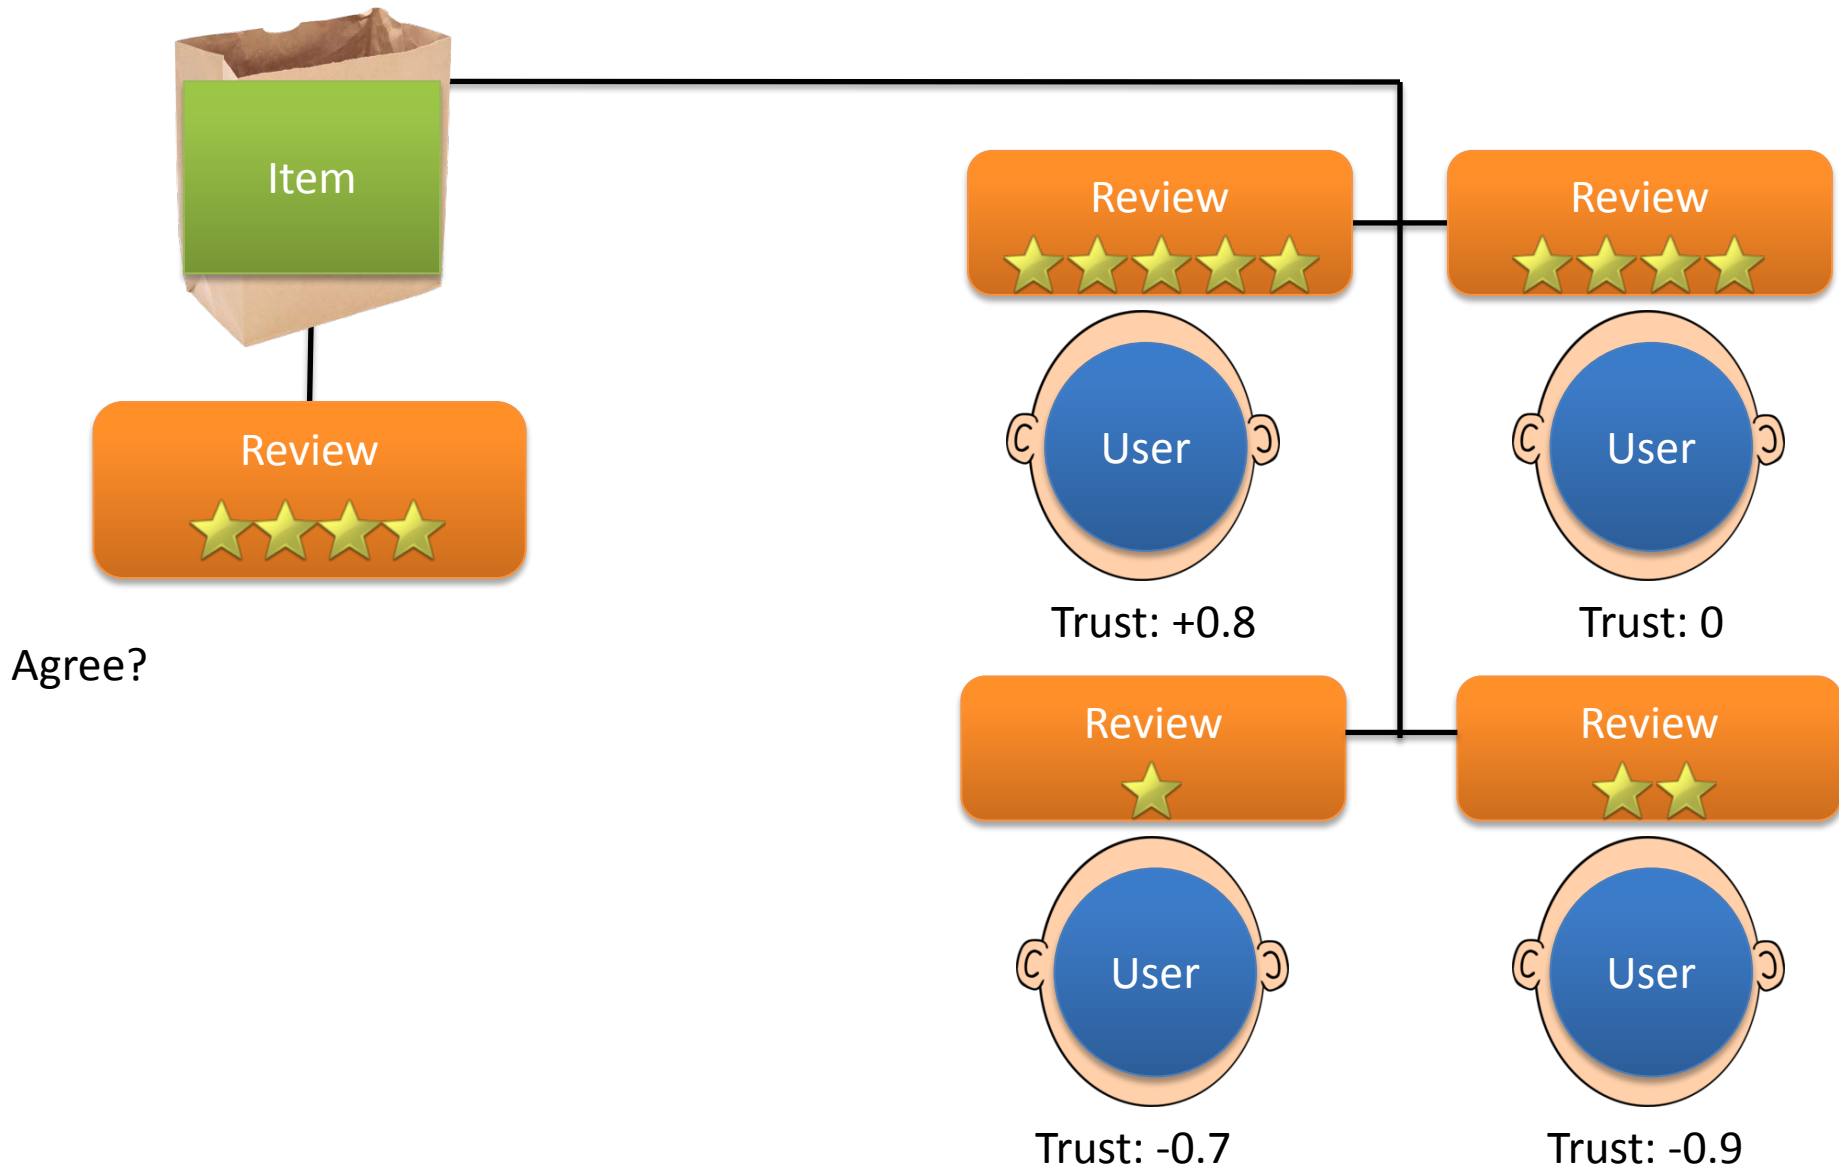 Item
Review
Agree?
Review
Review
User
User
Trust: +0.8
Trust: 0
Review
Review
User
User
Trust: -0.7
Trust: -0.9